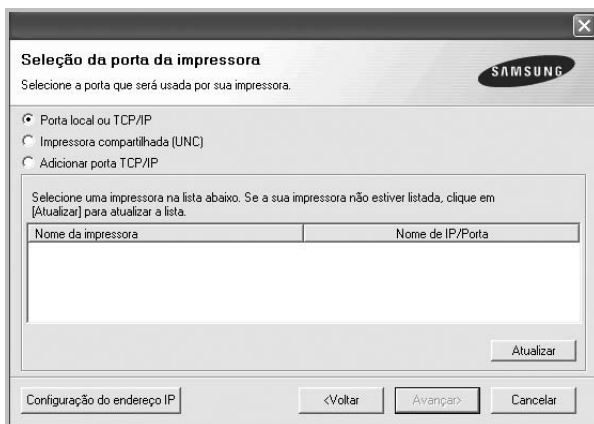 Seleção da porta da impressora
Selecione a porta que será usada por sua impressora.
SAMSUNG
Porta local ou TCP/IP
Impressora compartilhada (UNC)
Adicionar porta TCP/IP
Selecione uma impressora na lista abaixo. Se a sua impressora não estiver listada, clique em
[Atualizar] para atualizar a lista.
Nome da impressora Nome de IP/Porta
Atualizar
Configuração do endereço IP <Voltar Avançar> Cancelar